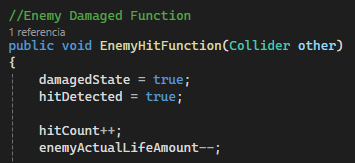 //Enemy Damaged Function
1 referencia
public void EnemyHitFunction(Collider other)
{
damagedState = true;
hitDetected = true;
hitCount++;
enemyActualLifeAmount--;